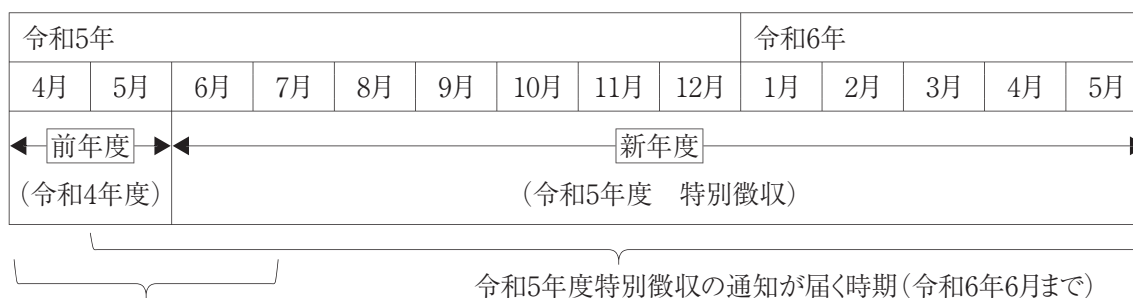 令和5年 令和6年
4月 5月 6月 7月 8月 9月 10月 11月 12月 1月 2月 3月 4月 5月
前年度 新年度
（令和4年度） （令和5年度　特別徴収）
令和5年度特別徴収の通知が届く時期（令和6年6月まで）